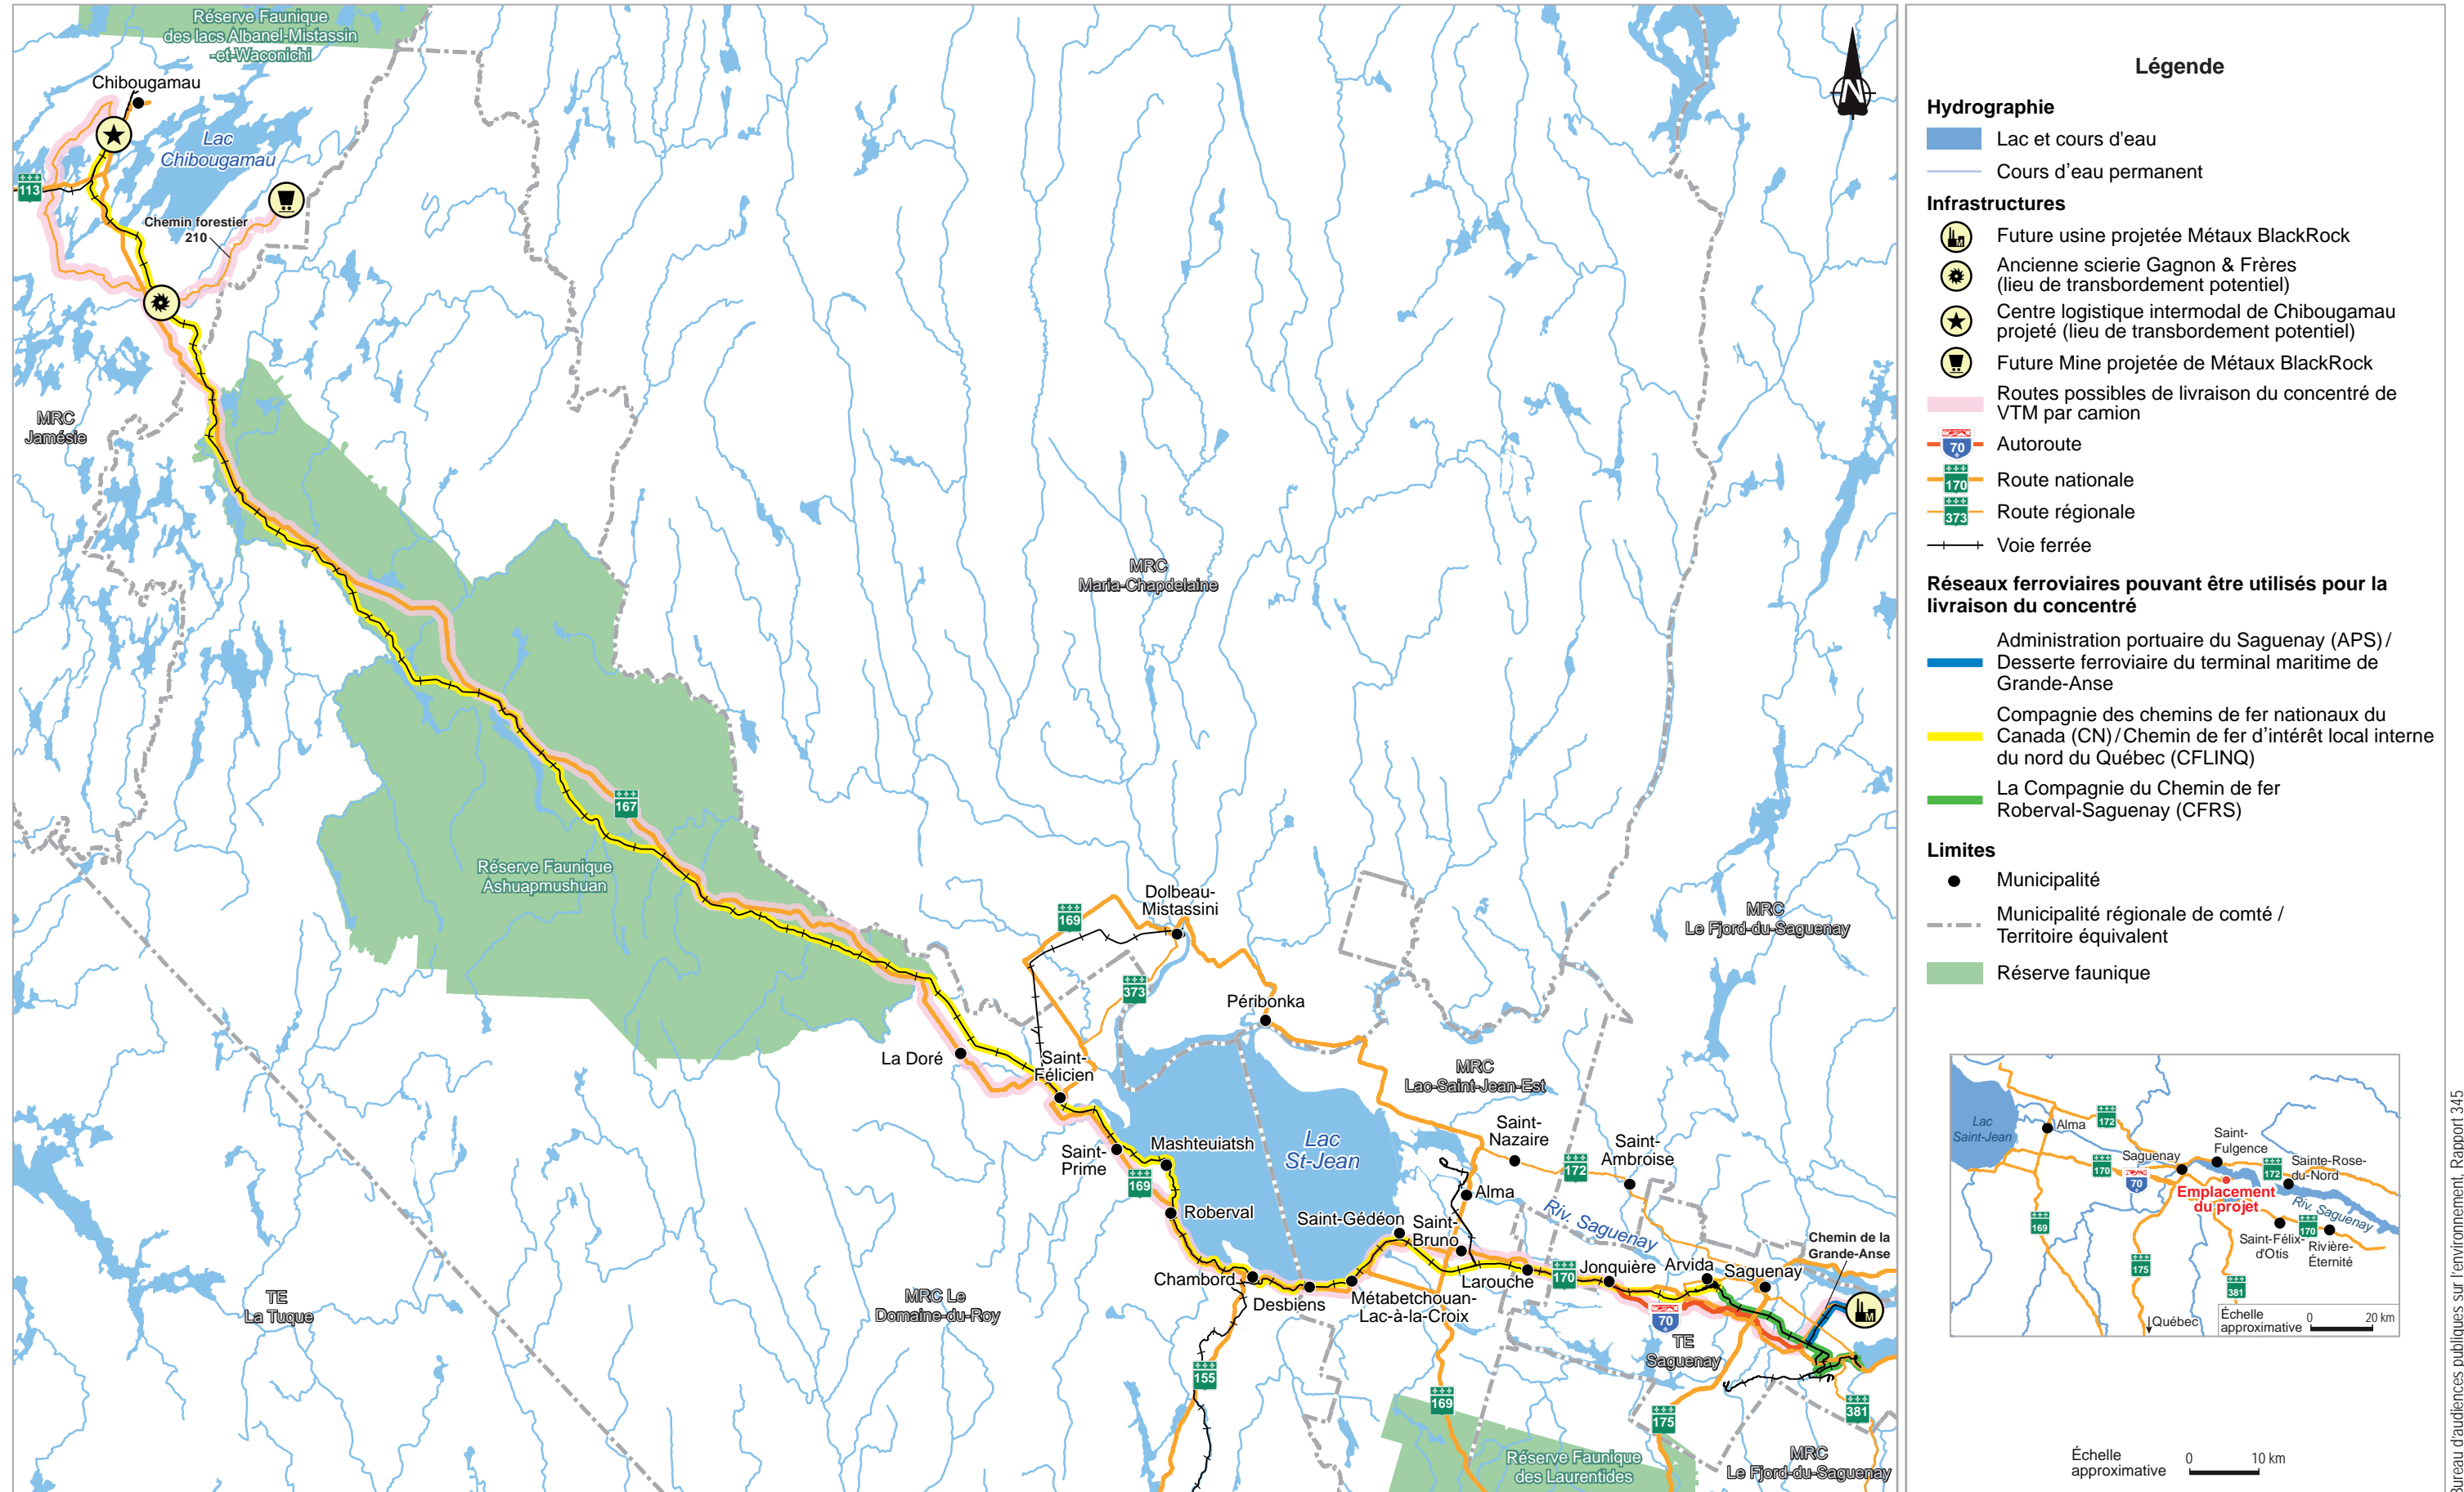 Réserve Faunique
des lacs Albanel-Mistassin
-et-Waconichi
Chibougamau
Lac
Chibougamau
113
Chemin forestier
210
MRC
Jamésie
N
MRC
Maria-Chapdelaine
167
Réserve Faunique
Ashuapmushuan
Dolbeau-
Mistassini
169
373
MRC
Le Fjord-du-Saguenay
Péribonka
La Doré
Saint-
Félicien
MRC
Lac-Saint-Jean-Est
Saint-
Nazaire
Saint-
Ambroise
172
Saint-
Prime
Mashteuiatsh
169
Lac
St-Jean
Alma
Roberval
Riv. Saguenay
Saint-Gédéon
Saint-
Bruno
Chemin de la
Grande-Anse
Chambord
Desbiens
Métabetchouan-
Lac-à-la-Croix
Larouche
170
Jonquière
Arvida
Saguenay
70
M
TE
La Tuque
MRC Le
Domaine-du-Roy
TE
Saguenay
155
169
175
381
Réserve Faunique
des Laurentides
MRC
Le Fjord-du-Saguenay
Légende
Hydrographie
Lac et cours d'eau
Cours d'eau permanent
Infrastructures
M
Future usine projetée Métaux BlackRock
Ancienne scierie Gagnon & Frères
(lieu de transbordement potentiel)
Centre logistique intermodal de Chibougamau
projeté (lieu de transbordement potentiel)
Future Mine projetée de Métaux BlackRock
Routes possibles de livraison du concentré de
VTM par camion
70 Autoroute
170 Route nationale
373 Route régionale
Voie ferrée
Réseaux ferroviaires pouvant être utilisés pour la
livraison du concentré
Administration portuaire du Saguenay (APS) /
Desserte ferroviaire du terminal maritime de
Grande-Anse
Compagnie des chemins de fer nationaux du
Canada (CN) / Chemin de fer d'intérêt local interne
du nord du Québec (CFLINQ)
La Compagnie du Chemin de fer
Roberval-Saguenay (CFRS)
Limites
Municipalité
Municipalité régionale de comté /
Territoire équivalent
Réserve faunique
Lac
Saint-Jean
Alma
172
170
Saguenay
70
Saint-
Fulgence
172
Sainte-Rose-
du-Nord
Emplacement
du projet
Riv. Saguenay
169
Saint-Félix-
d'Otis
170
Rivière-
Éternité
175
381
Québec
Échelle
approximative
0 20 km
Échelle
approximative
0 10 km
Bureau d'audiences publiques sur l'environnement, Rapport 345